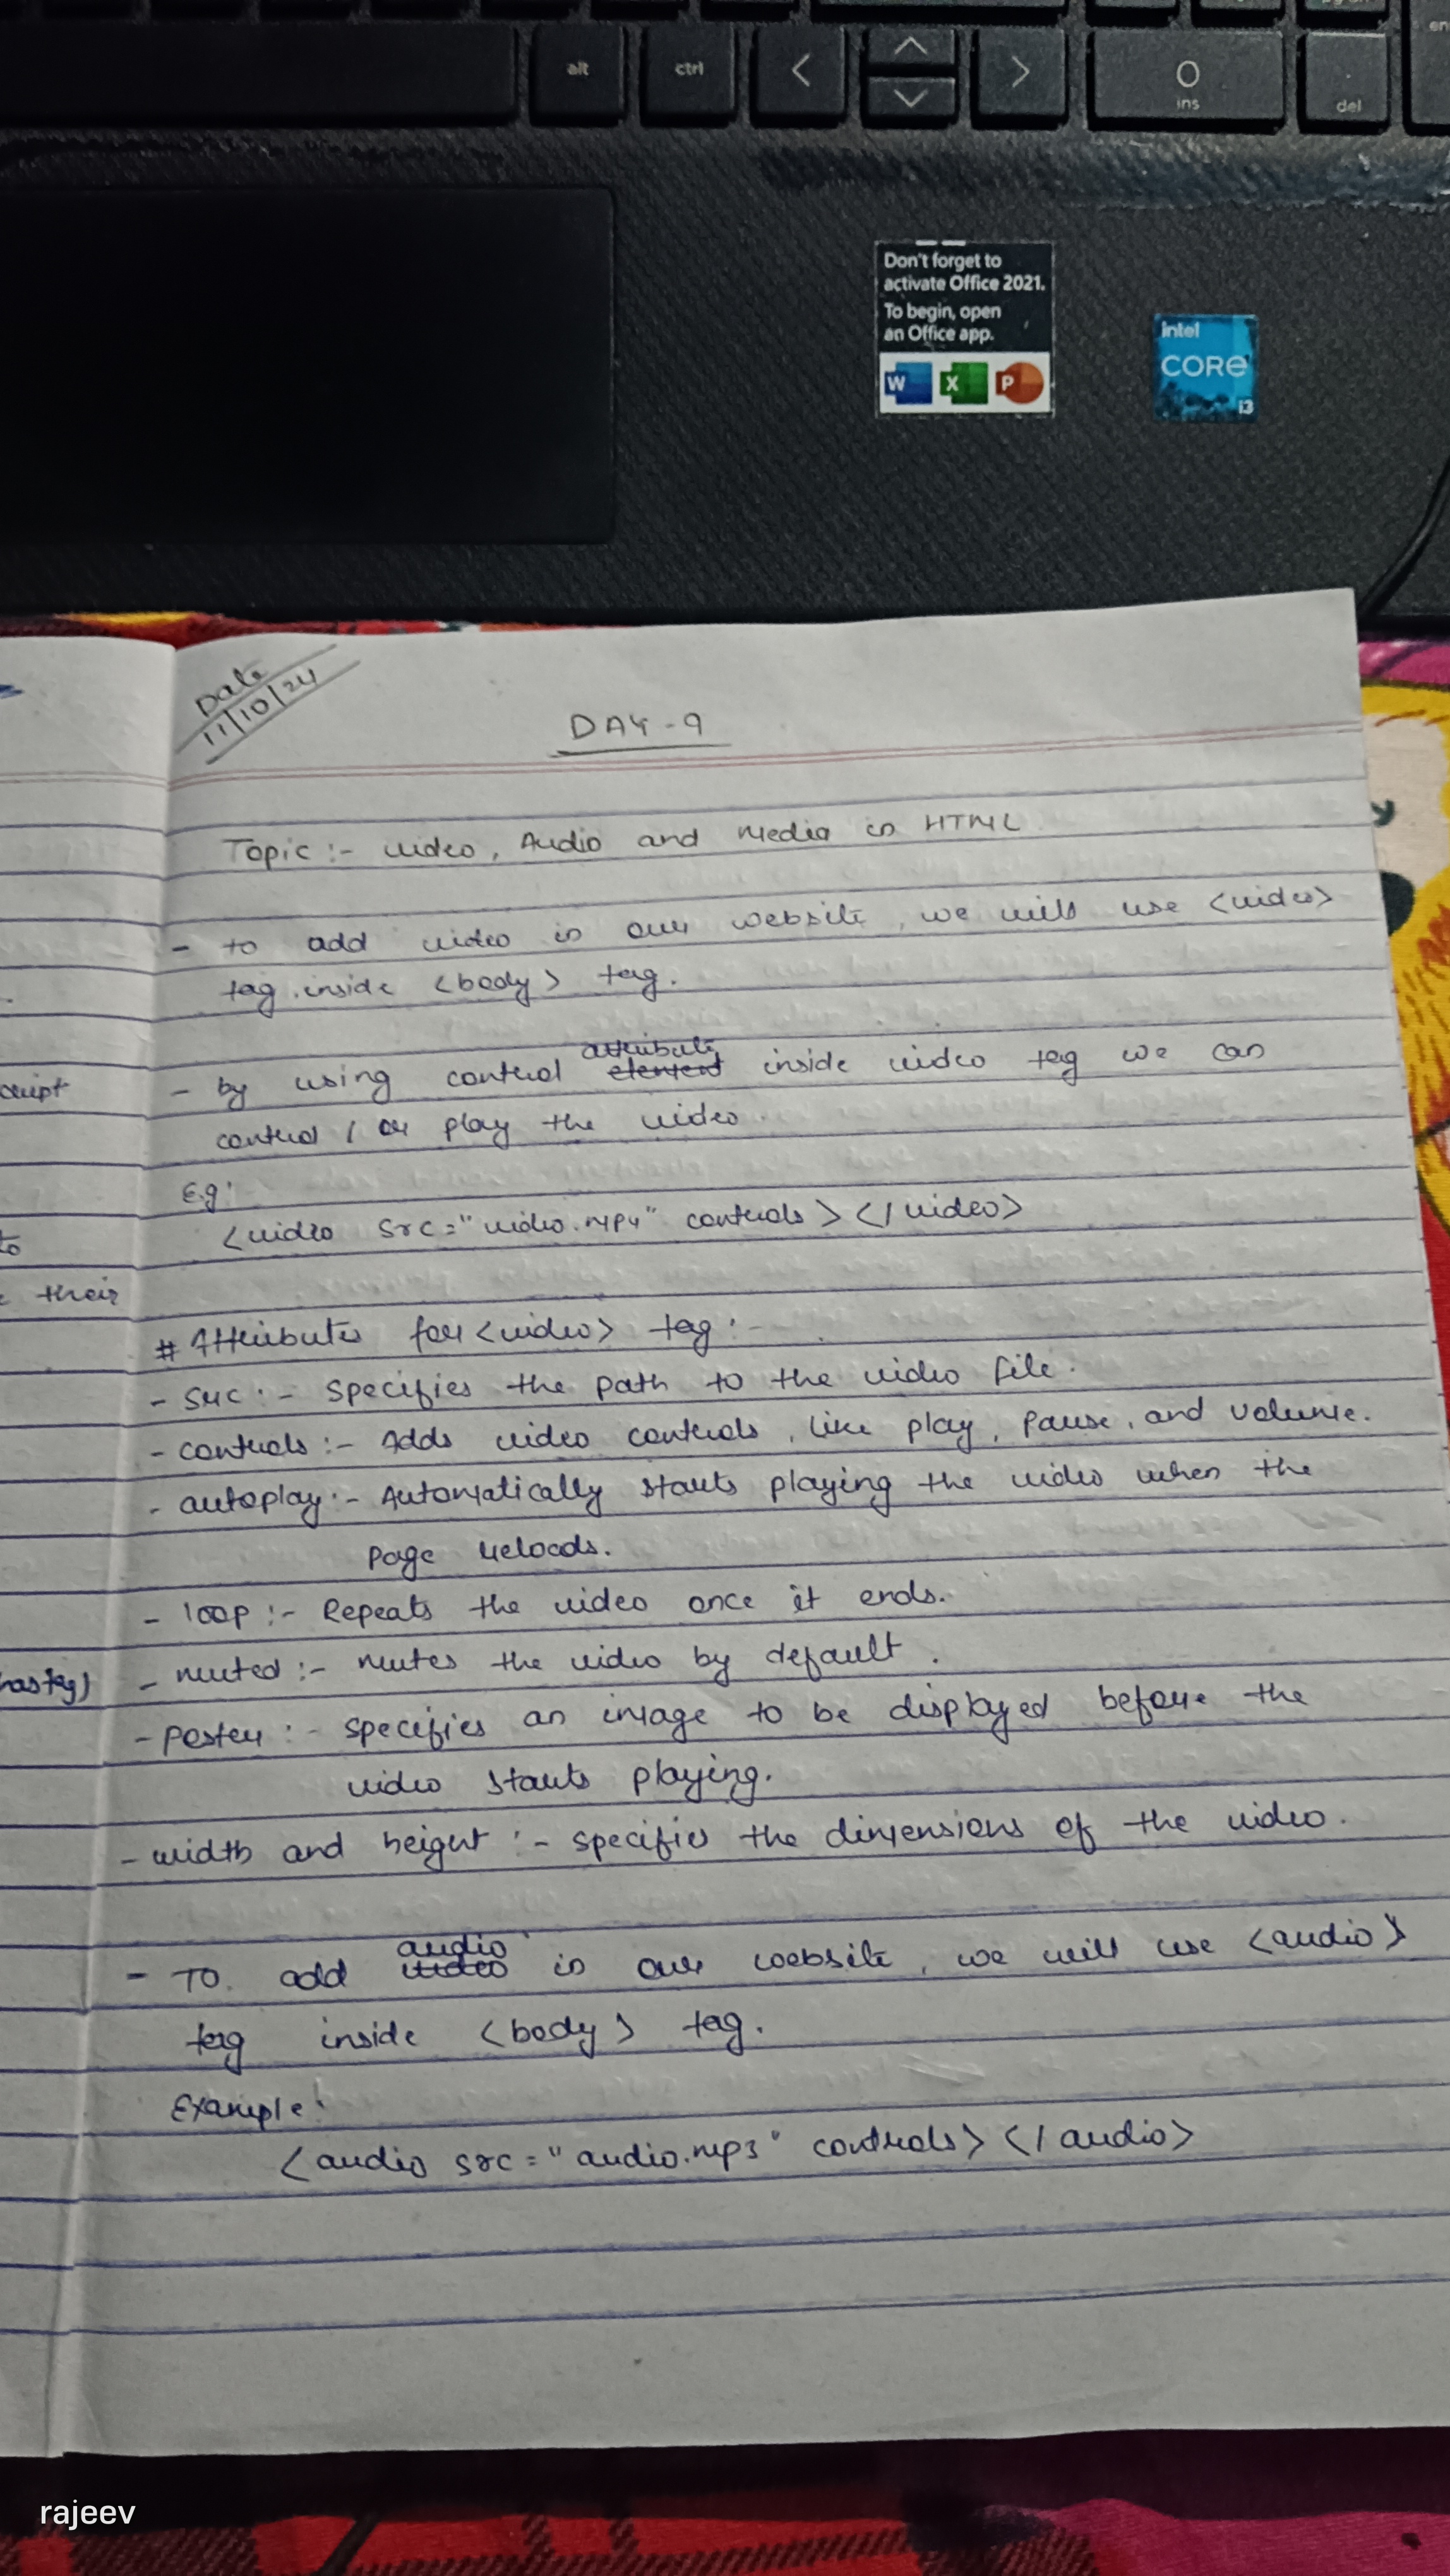 alt
ctrl
0
ins
del
Don't forget to
activate Office 2021.
To begin, open
an Office app.
W X P
intel
CORE
i3
Date
11/10/24
DAY-9
Topic :- video, Audio and Media in HTML
- to add video in our website, we will use <video>
tag inside <body> tag.
- by using control attribute element inside video tag we can
control / or play the video.
E.g:
<video src="video.mp4" controls></video>
# Attributes for <video> tag :-
- src :- specifies the path to the video file.
- controls :- Adds video controls, like play, pause, and volume.
- autoplay :- Automatically starts playing the video when the
page reloads.
- loop :- Repeats the video once it ends.
- muted :- mutes the video by default.
- poster :- specifies an image to be displayed before the
video starts playing.
- width and height :- specifies the dimensions of the video.
- TO add audio video in our website, we will use <audio>
tag inside <body> tag.
Example:
<audio src="audio.mp3" controls></audio>
their
rajeev